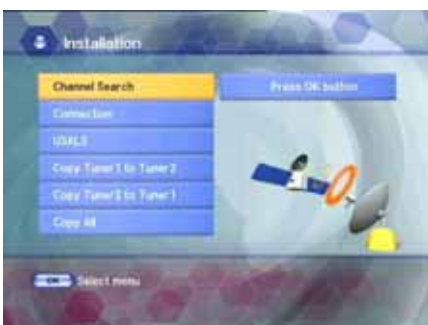 Installation
Channel Search
Press OK button
Connection
USALS
Copy Tuner 1 to Tuner 2
Copy Tuner 2 to Tuner 1
Copy All
OK Select menu